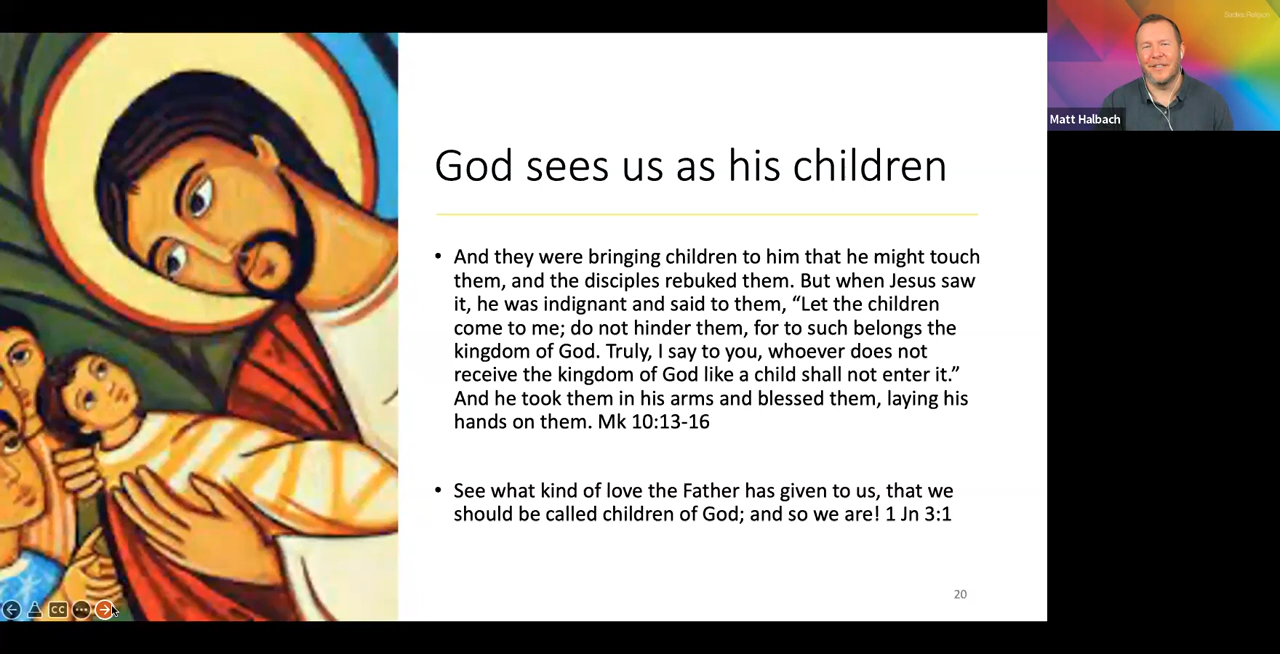 Sadlier Religion
Matt Halbach
God sees us as his children
• And they were bringing children to him that he might touch
them, and the disciples rebuked them. But when Jesus saw
it, he was indignant and said to them, “Let the children
come to me; do not hinder them, for to such belongs the
kingdom of God. Truly, I say to you, whoever does not
receive the kingdom of God like a child shall not enter it.”
And he took them in his arms and blessed them, laying his
hands on them. Mk 10:13-16
• See what kind of love the Father has given to us, that we
should be called children of God; and so we are! 1 Jn 3:1
20
CC